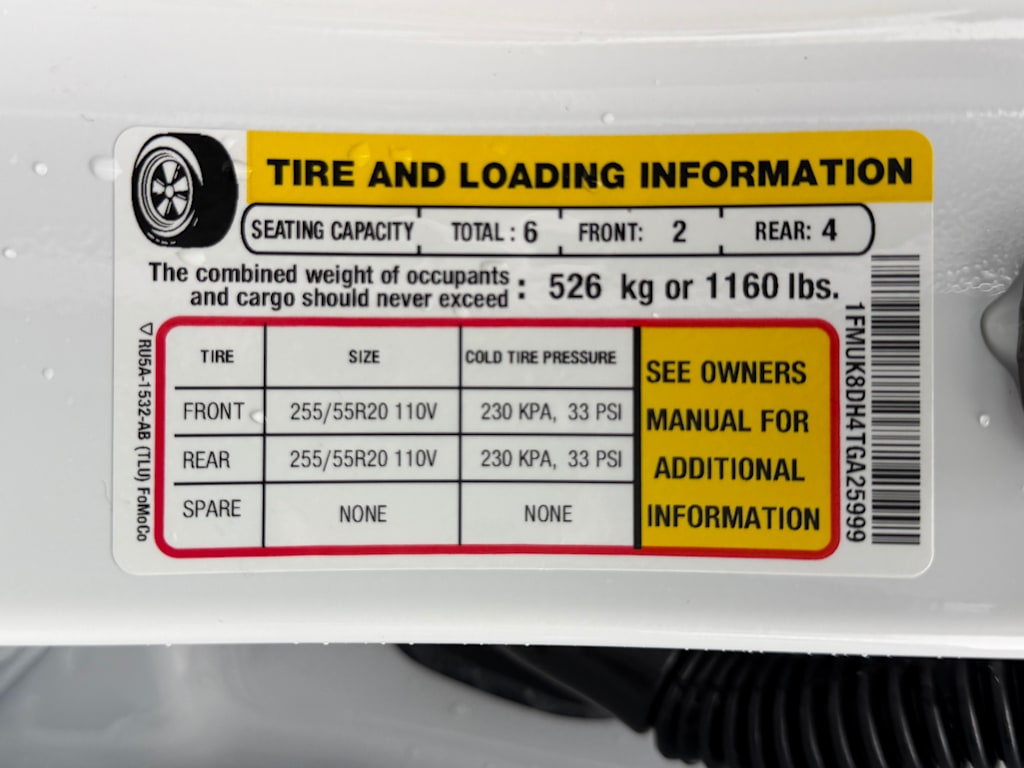 TIRE AND LOADING INFORMATION
SEATING CAPACITY TOTAL : 6 FRONT: 2 REAR: 4
The combined weight of occupants
and cargo should never exceed : 526 kg or 1160 lbs.
TIRE SIZE COLD TIRE PRESSURE
FRONT 255/55R20 110V 230 KPA, 33 PSI
REAR 255/55R20 110V 230 KPA, 33 PSI
SPARE NONE NONE
SEE OWNERS
MANUAL FOR
ADDITIONAL
INFORMATION
1FMUK8DH4TGA25999
RU5A-1532-AB (TLU) FoMoCo